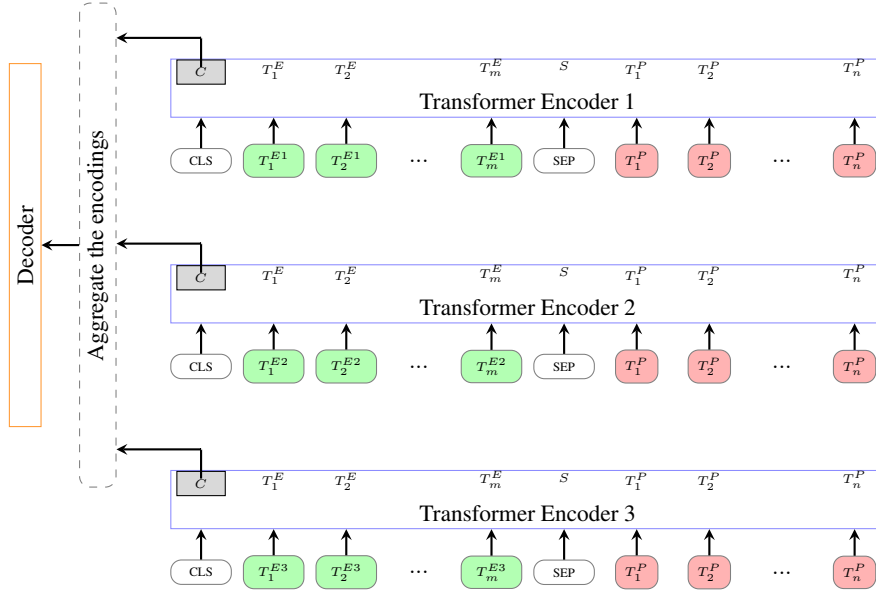 C T_1^E T_2^E T_m^E S T_1^P T_2^P T_n^P
Transformer Encoder 1
CLS T_1^{E1} T_2^{E1} ... T_m^{E1} SEP T_1^P T_2^P ... T_n^P
Decoder
Aggregate the encodings
C T_1^E T_2^E T_m^E S T_1^P T_2^P T_n^P
Transformer Encoder 2
CLS T_1^{E2} T_2^{E2} ... T_m^{E2} SEP T_1^P T_2^P ... T_n^P
C T_1^E T_2^E T_m^E S T_1^P T_2^P T_n^P
Transformer Encoder 3
CLS T_1^{E3} T_2^{E3} ... T_m^{E3} SEP T_1^P T_2^P ... T_n^P